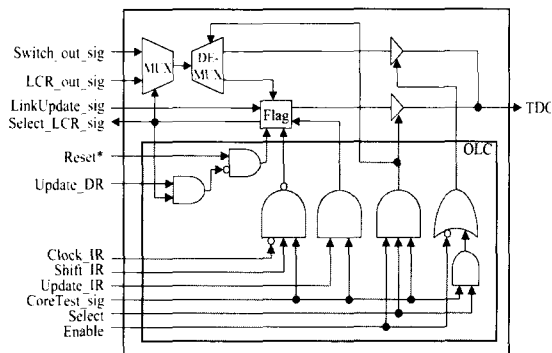 Switch_out_sig
LCR_out_sig
LinkUpdate_sig
Select_LCR_sig
Reset*
Update_DR
Clock_IR
Shift_IR
Update_IR
CoreTest_sig
Select
Enable
MUX
DE-
MUX
Flag
TDO
OLC